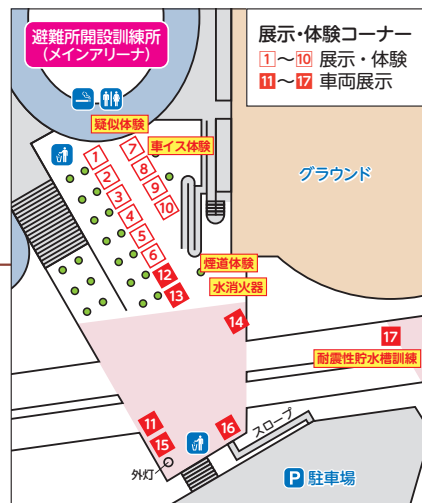 避難所開設訓練所
（メインアリーナ）
展示・体験コーナー
1～10 展示・体験
11～17 車両展示
疑似体験
車イス体験
1
7
2
8
3
9
4
10
5
6
グラウンド
煙道体験
12
水消火器
13
14
17
耐震性貯水槽訓練
11
15
16
スロープ
外灯
P 駐車場